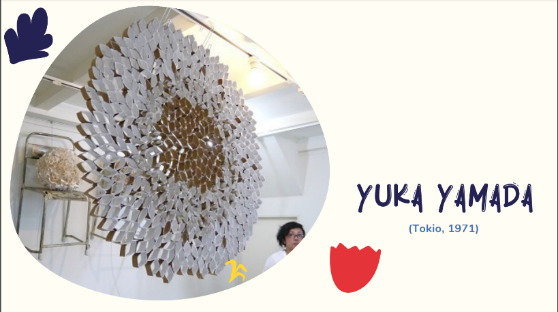 YUKA YAMADA
(Tokio, 1971)